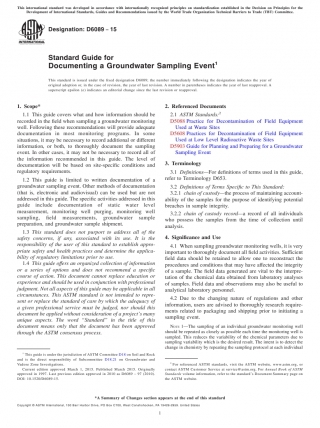 This international standard was developed in accordance with internationally recognized principles on standardization established in the Decision on Principles for the
Development of International Standards, Guides and Recommendations issued by the World Trade Organization Technical Barriers to Trade (TBT) Committee.
INTERNATIONAL
Designation: D6089 − 15
Standard Guide for
Documenting a Groundwater Sampling Event¹
This standard is issued under the fixed designation D6089; the number immediately following the designation indicates the year of
original adoption or, in the case of revision, the year of last revision. A number in parentheses indicates the year of last reapproval. A
superscript epsilon (ε) indicates an editorial change since the last revision or reapproval.
1. Scope*
1.1 This guide covers what and how information should be
recorded in the field when sampling a groundwater monitoring
well. Following these recommendations will provide adequate
documentation in most monitoring programs. In some
situations, it may be necessary to record additional or different
information, or both, to thoroughly document the sampling
event. In other cases, it may not be necessary to record all of
the information recommended in this guide. The level of
documentation will be based on site-specific conditions and
regulatory requirements.
1.2 This guide is limited to written documentation of a
groundwater sampling event. Other methods of documentation
(that is, electronic and audiovisual) can be used but are not
addressed in this guide. The specific activities addressed in this
guide include documentation of static water level
measurement, monitoring well purging, monitoring well
sampling, field measurements, groundwater sample
preparation, and groundwater sample shipment.
1.3 This standard does not purport to address all of the
safety concerns, if any, associated with its use. It is the
responsibility of the user of this standard to establish appro-
priate safety and health practices and determine the applica-
bility of regulatory limitations prior to use.
1.4 This guide offers an organized collection of information
or a series of options and does not recommend a specific
course of action. This document cannot replace education or
experience and should be used in conjunction with professional
judgment. Not all aspects of this guide may be applicable in all
circumstances. This ASTM standard is not intended to repre-
sent or replace the standard of care by which the adequacy of
a given professional service must be judged, nor should this
document be applied without consideration of a project's many
unique aspects. The word "Standard" in the title of this
document means only that the document has been approved
through the ASTM consensus process.
¹ This guide is under the jurisdiction of ASTM Committee D18 on Soil and Rock
and is the direct responsibility of Subcommittee D18.21 on Groundwater and
Vadose Zone Investigations.
Current edition approved March 1, 2015. Published March 2015. Originally
approved in 1997. Last previous edition approved in 2010 as D6089 – 97 (2010).
DOI: 10.1520/D6089-15.
2. Referenced Documents
2.1 ASTM Standards:²
D5088 Practice for Decontamination of Field Equipment
Used at Waste Sites
D5608 Practices for Decontamination of Field Equipment
Used at Low Level Radioactive Waste Sites
D5903 Guide for Planning and Preparing for a Groundwater
Sampling Event
3. Terminology
3.1 Definitions—For definitions of terms used in this guide,
refer to Terminology D653.
3.2 Definitions of Terms Specific to This Standard:
3.2.1 chain of custody—the process of maintaining account-
ability of the samples for the purpose of identifying potential
breaches in sample integrity.
3.2.2 chain of custody record—a record of all individuals
who possess the samples from the time of collection until
analysis.
4. Significance and Use
4.1 When sampling groundwater monitoring wells, it is very
important to thoroughly document all field activities. Sufficient
field data should be retained to allow one to reconstruct the
procedures and conditions that may have affected the integrity
of a sample. The field data generated are vital to the interpre-
tation of the chemical data obtained from laboratory analyses
of samples. Field data and observations may also be useful to
analytical laboratory personnel.
4.2 Due to the changing nature of regulations and other
information, users are advised to thoroughly research require-
ments related to packaging and shipping prior to initiating a
sampling event.
NOTE 1—The sampling of an individual groundwater monitoring well
should be repeated as closely as possible each time the monitoring well is
sampled. This reduces the variability of the chemical parameters due to
sampling variability which is the desired result. The intent is to detect the
change in chemistry by repeating the sampling protocol at each individual
² For referenced ASTM standards, visit the ASTM website, www.astm.org, or
contact ASTM Customer Service at service@astm.org. For Annual Book of ASTM
Standards volume information, refer to the standard's Document Summary page on
the ASTM website.
*A Summary of Changes section appears at the end of this standard
Copyright © ASTM International, 100 Barr Harbor Drive, PO Box C700, West Conshohocken, PA 19428-2959. United States
1